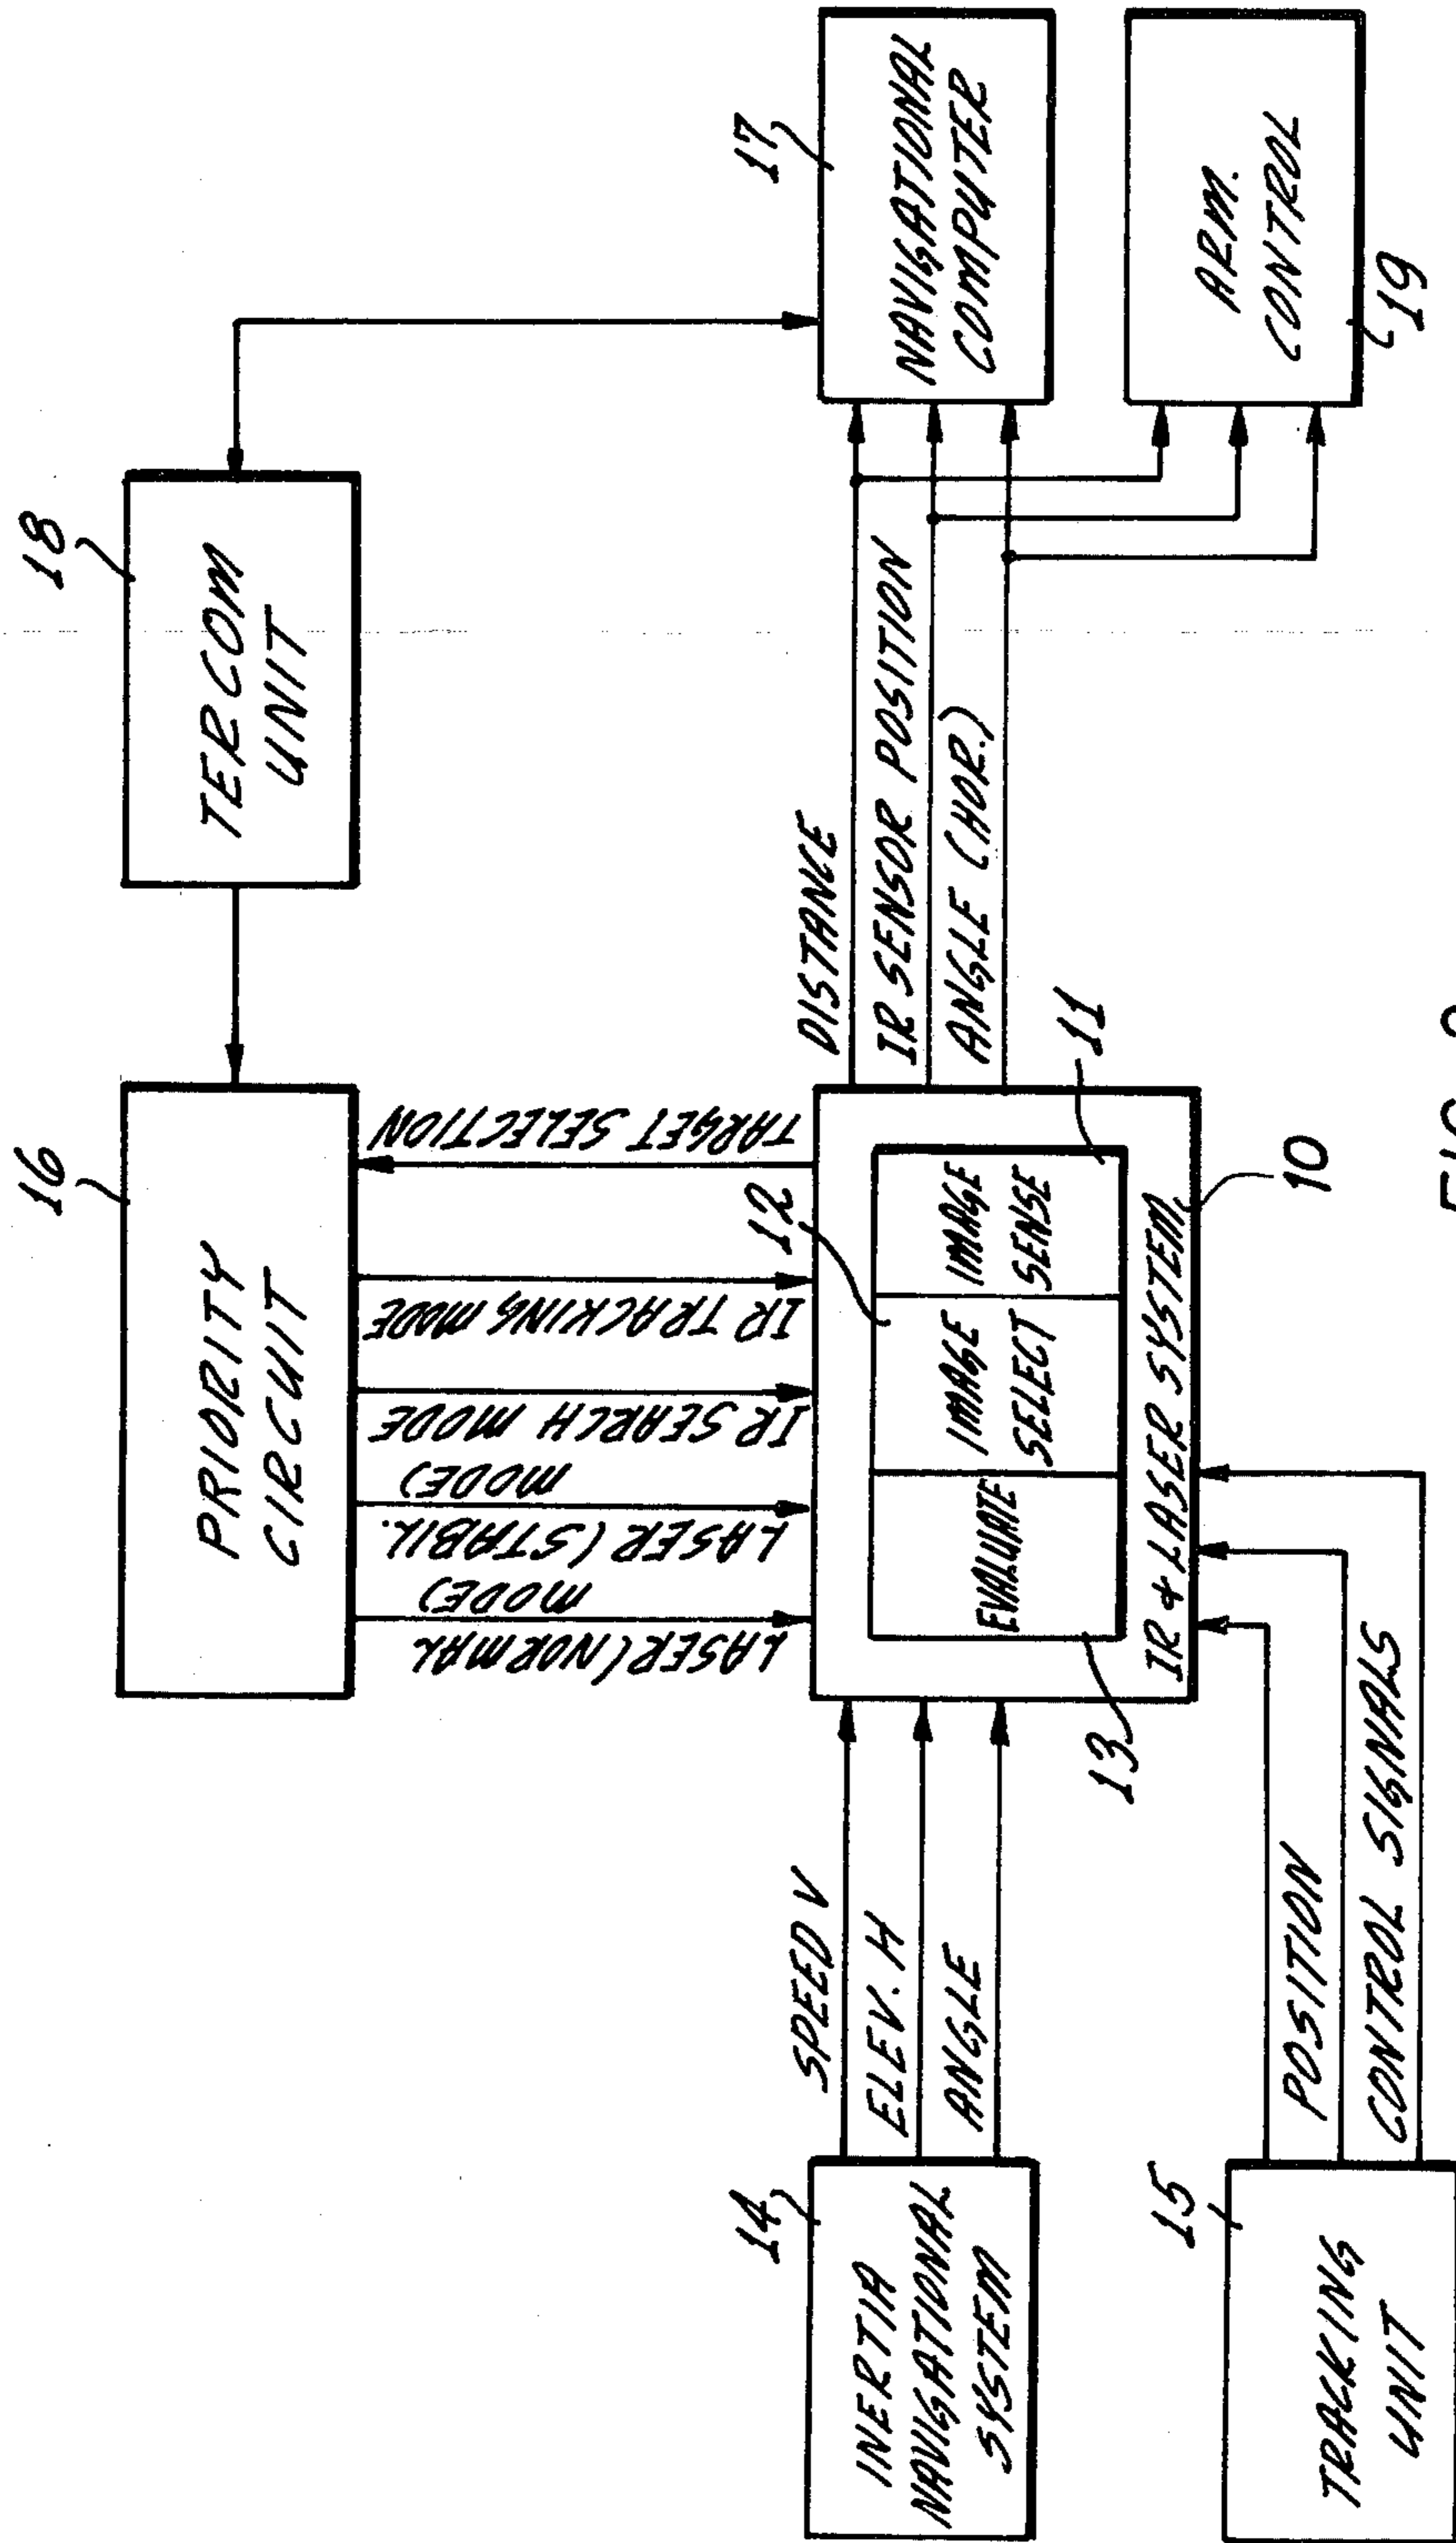 16
PRIORITY
CIRCUIT
18
TERCOM
UNIT
LASER (NORMAL
MODE)
LASER (STABIL.
MODE)
IR SEARCH MODE
IR TRACKING MODE
TARGET SELECTION
14
INERTIA
NAVIGATIONAL
SYSTEM
SPEED V
ELEV. H
ANGLE
12
EVALUATE
IMAGE
SELECT
IMAGE
SENSE
11
13
IR & LASER SYSTEM.
10
DISTANCE
IR SENSOR POSITION
ANGLE (HOR.)
17
NAVIGATIONAL
COMPUTER
ARM.
CONTROL
19
15
TRACKING
UNIT
POSITION
CONTROL SIGNALS